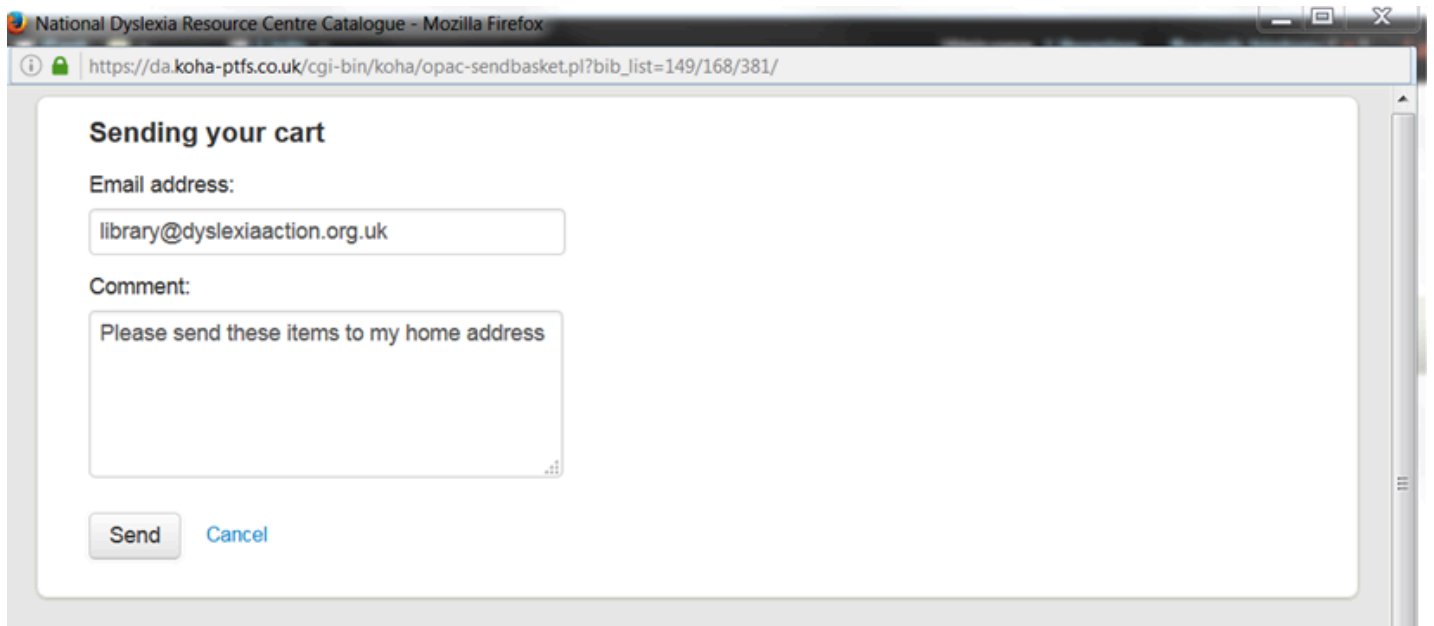 National Dyslexia Resource Centre Catalogue - Mozilla Firefox
https://da.koha-ptfs.co.uk/cgi-bin/koha/opac-sendbasket.pl?bib_list=149/168/381/
Sending your cart
Email address:
library@dyslexiaaction.org.uk
Comment:
Please send these items to my home address
Send Cancel